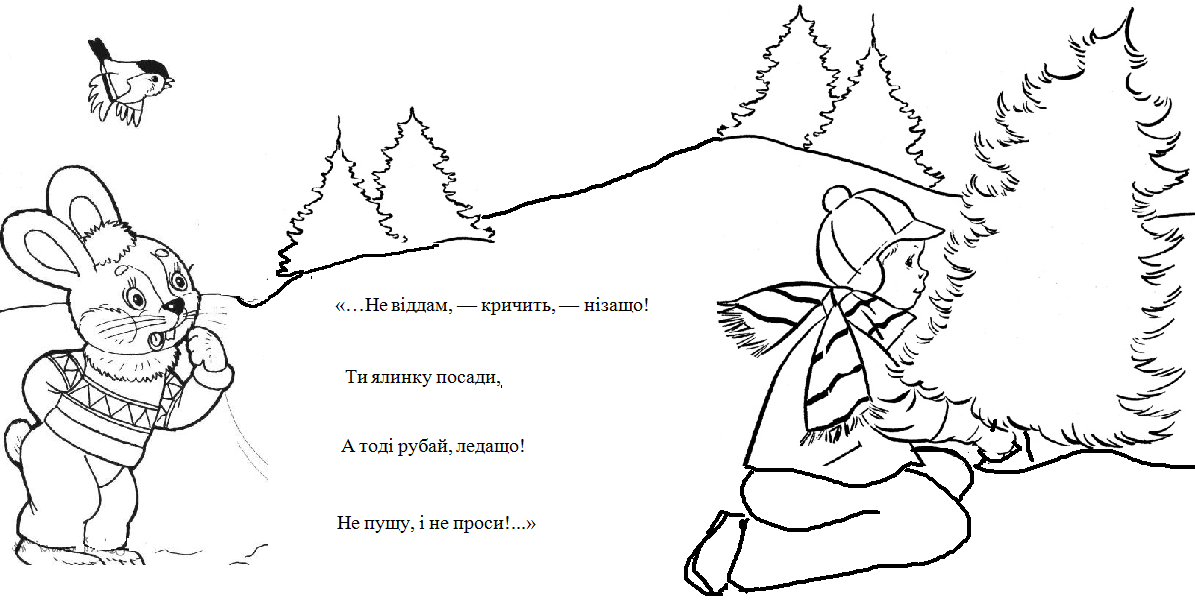 «…Не віддам, — кричить, — нізащо!
Ти ялинку посади,
А тоді рубай, ледащо!
Не пущу, і не проси!...»